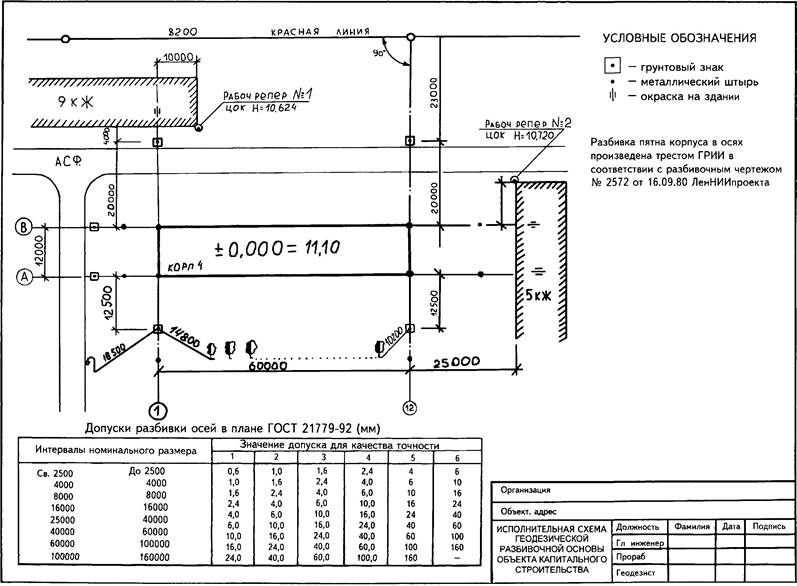 8200 КРАСНАЯ ЛИНИЯ
10000
90°
9 КЖ
РАБОЧ РЕПЕР №1
ЦОК Н=10,624
23000
РАБОЧ РЕПЕР №2
ЦОК Н=10,720
4000
АСФ.
20000
20000
В
12000
± 0,000 = 11,10
А
КОРП 4
5 КЖ
12500
12500
18500
14800
10200
60000
25000
1
12
УСЛОВНЫЕ ОБОЗНАЧЕНИЯ
– грунтовый знак
– металлический штырь
– окраска на здании
Разбивка пятна корпуса в осях
произведена трестом ГРИИ в
соответствии с разбивочным чертежом
№ 2572 от 16.09.80 ЛенНИИпроекта
Допуски разбивки осей в плане ГОСТ 21779-92 (мм)
Интервалы номинального размера Значение допуска для качества точности
1 2 3 4 5 6
До 2500 0,6 1,0 1,6 2,4 4 6
Св. 2500 4000 1,0 1,6 2,4 4,0 6 10
4000 8000 1,6 2,4 4,0 6,0 10 16
8000 16000 2,4 4,0 6,0 10,0 16 24
16000 25000 4,0 6,0 10,0 16,0 24 40
25000 40000 6,0 10,0 16,0 24,0 40 60
40000 60000 10,0 16,0 24,0 40,0 60 100
60000 100000 16,0 24,0 40,0 60,0 100 160
100000 160000 24,0 40,0 60,0 100,0 160 –
Организация
Объект. адрес
ИСПОЛНИТЕЛЬНАЯ СХЕМА
ГЕОДЕЗИЧЕСКОЙ
РАЗБИВОЧНОЙ ОСНОВЫ
ОБЪЕКТА КАПИТАЛЬНОГО
СТРОИТЕЛЬСТВА
Должность Фамилия Дата Подпись
Гл инженер
Прораб
Геодезист